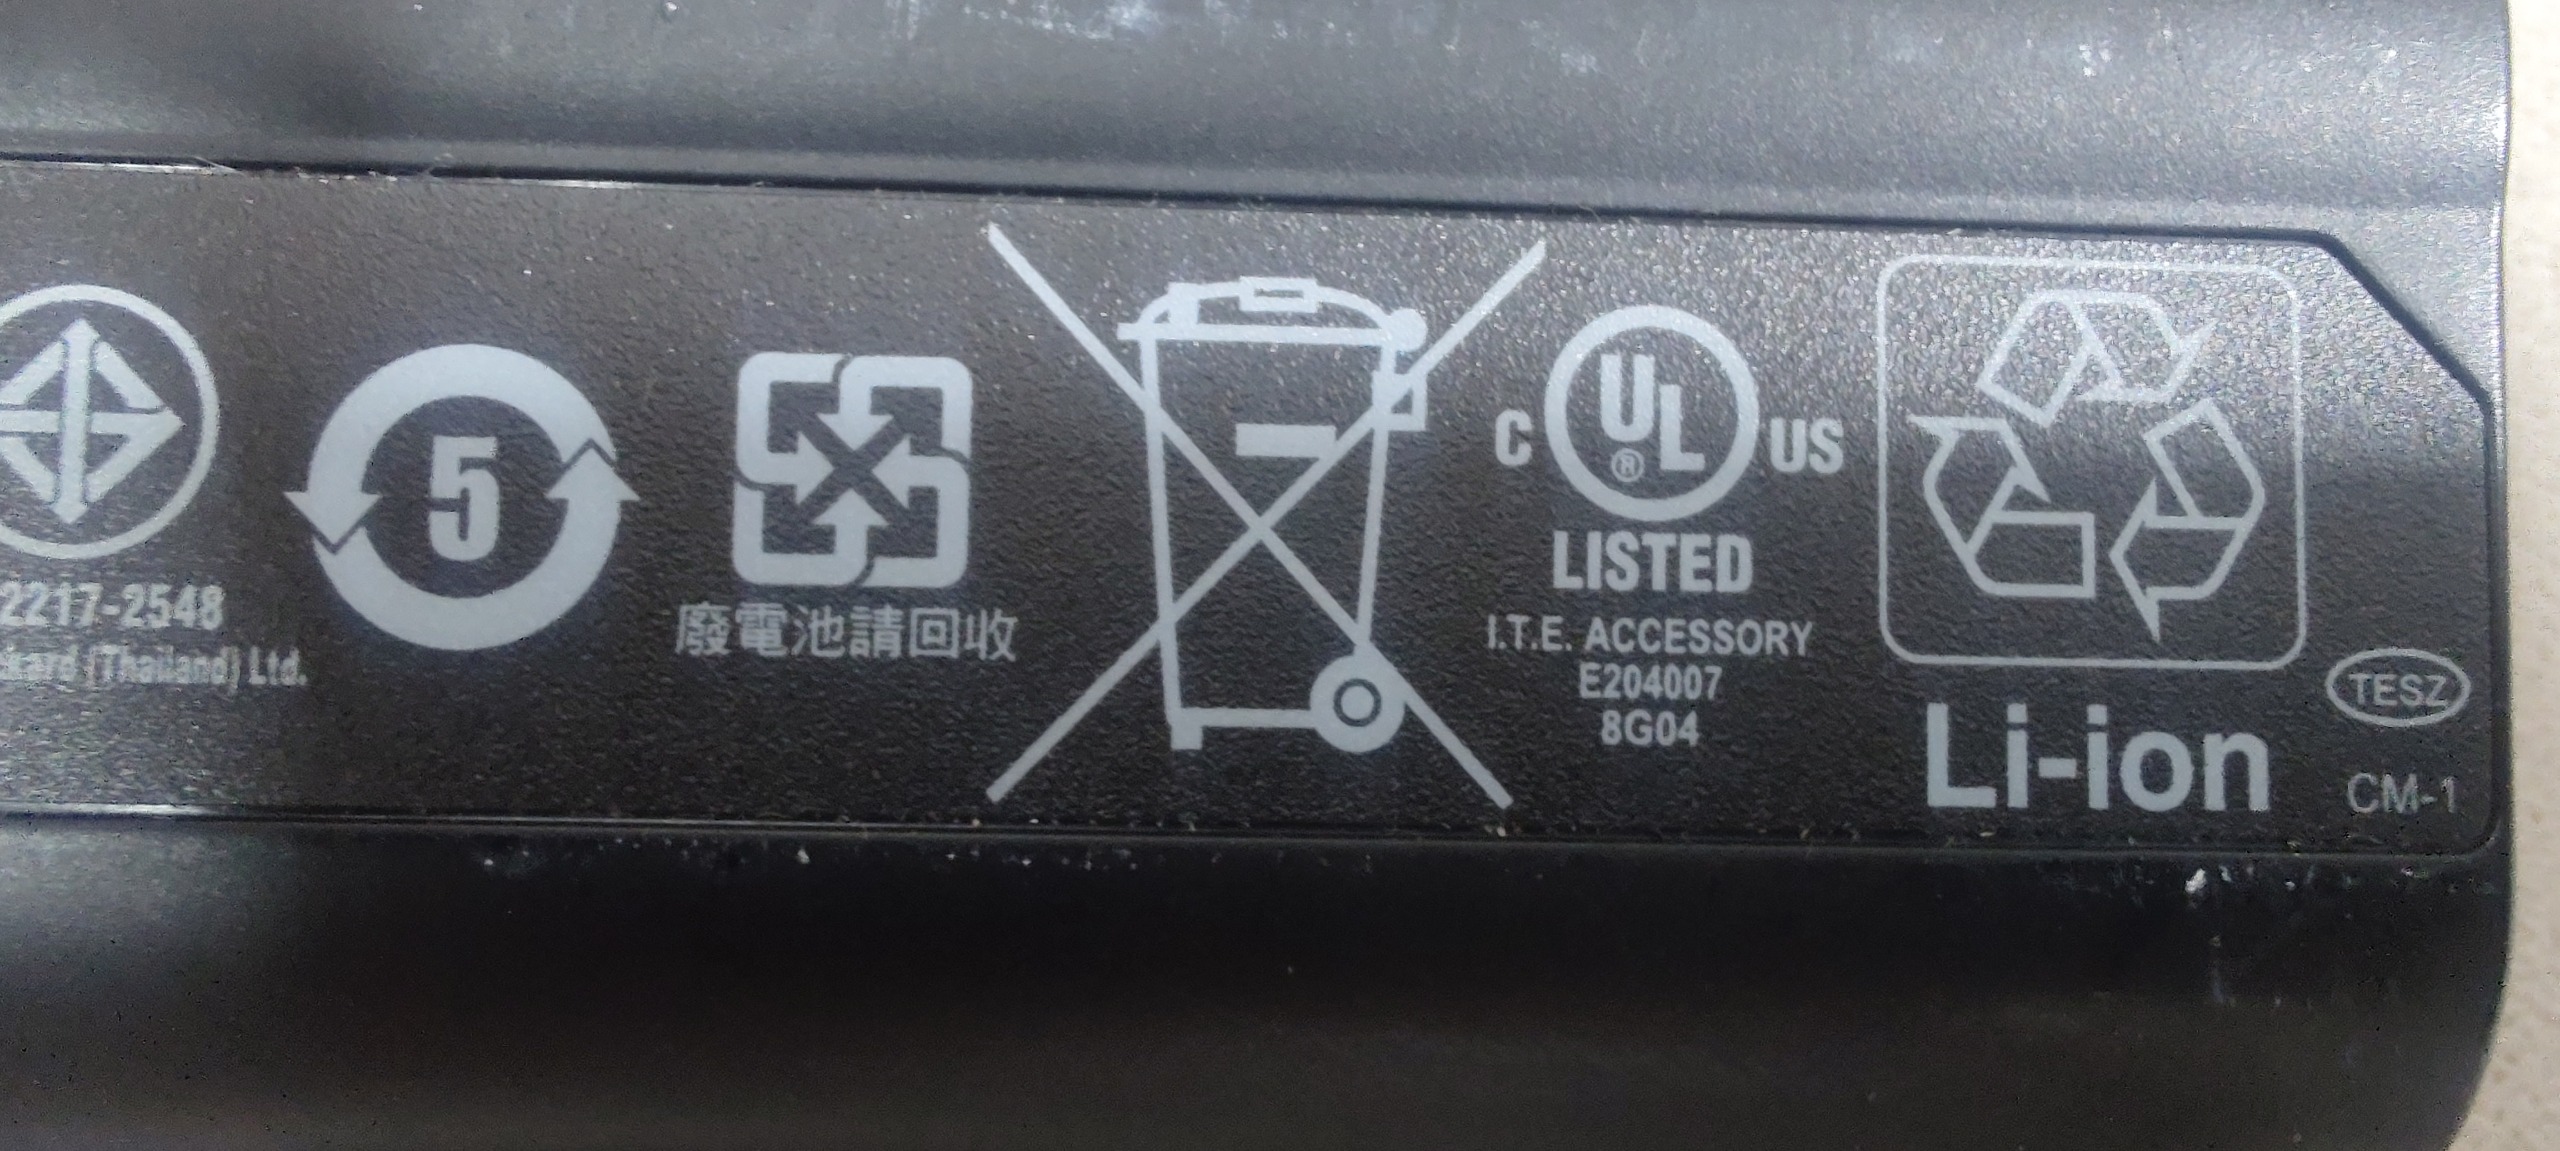 2217-2548
kard (Thailand) Ltd.
5
廢電池請回收
C UL ® US
LISTED
I.T.E. ACCESSORY
E204007
8G04
Li-ion
TESZ
CM-1